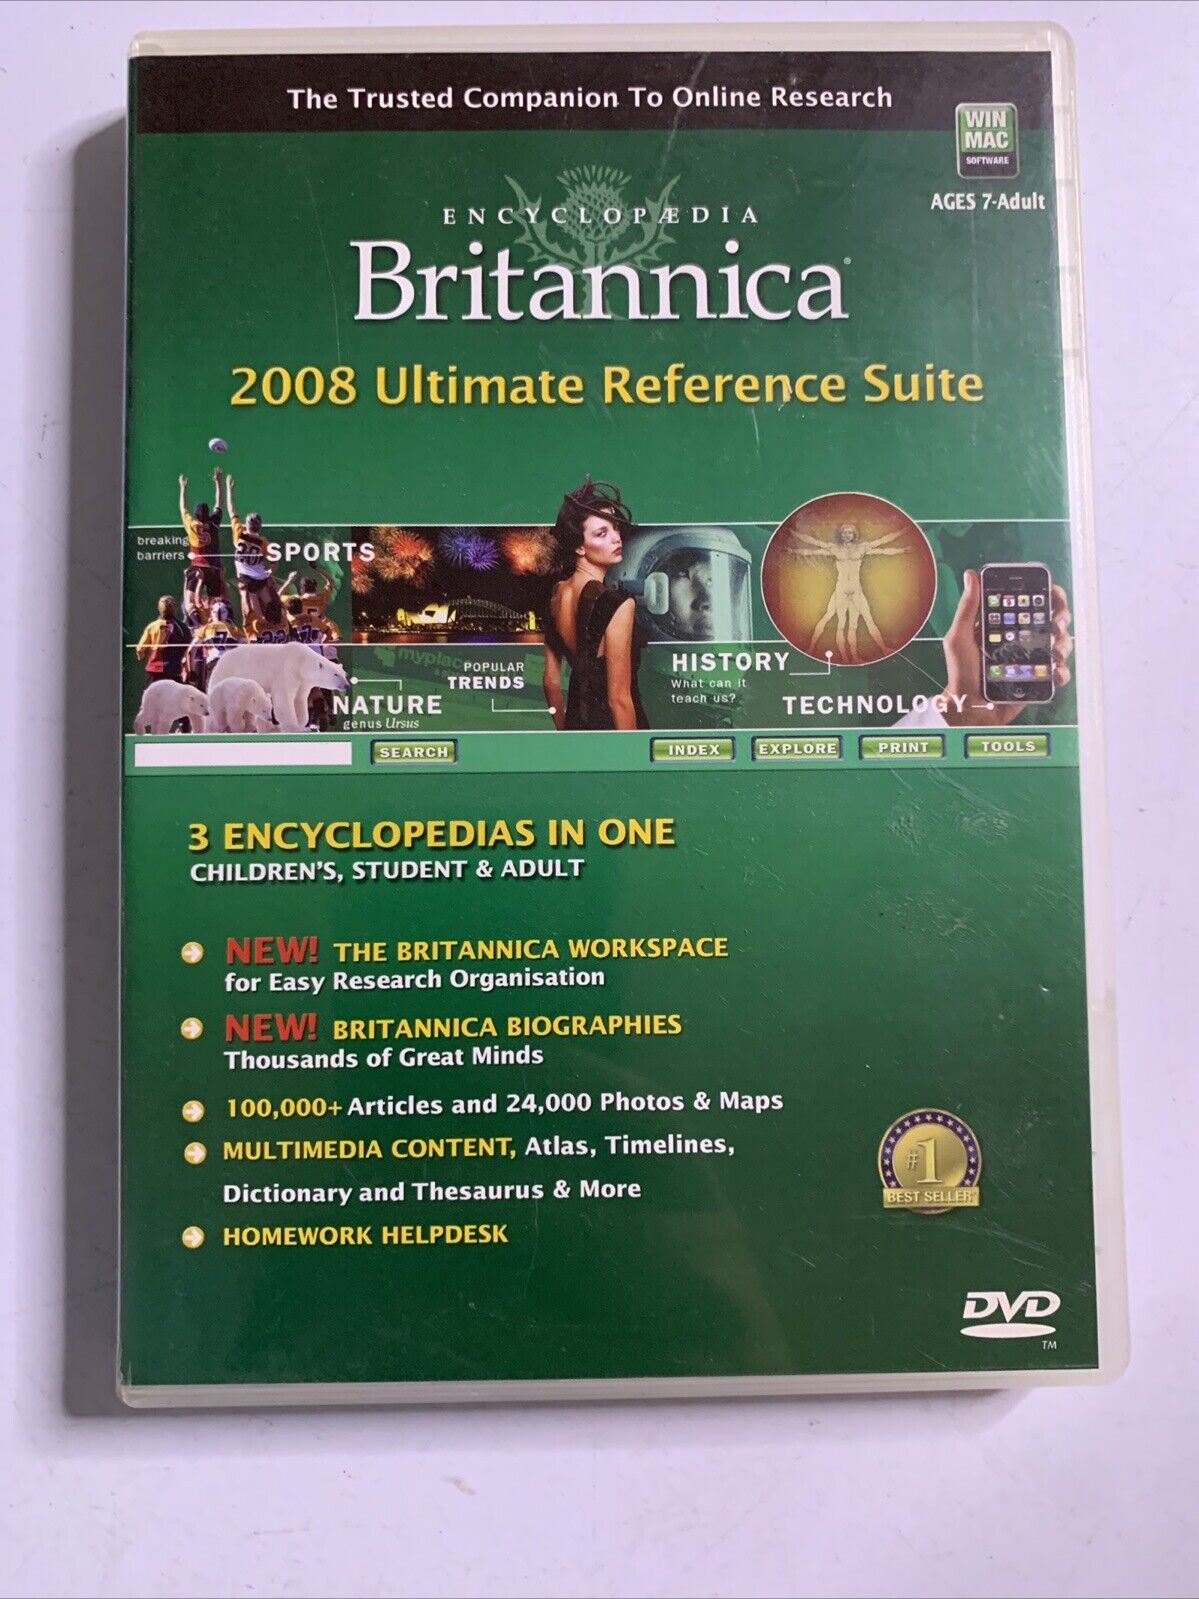 The Trusted Companion To Online Research
WIN
MAC
SOFTWARE
AGES 7-Adult
ENCYCLOPÆDIA
Britannica®
2008 Ultimate Reference Suite
breaking
barriers
SPORTS
myplace
POPULAR
TRENDS
NATURE
genus Ursus
HISTORY
What can it
teach us?
TECHNOLOGY
SEARCH
INDEX
EXPLORE
PRINT
TOOLS
3 ENCYCLOPEDIAS IN ONE
CHILDREN'S, STUDENT & ADULT
NEW! THE BRITANNICA WORKSPACE
for Easy Research Organisation
NEW! BRITANNICA BIOGRAPHIES
Thousands of Great Minds
100,000+ Articles and 24,000 Photos & Maps
MULTIMEDIA CONTENT, Atlas, Timelines,
Dictionary and Thesaurus & More
HOMEWORK HELPDESK
#1
BEST SELLER
DVD
TM